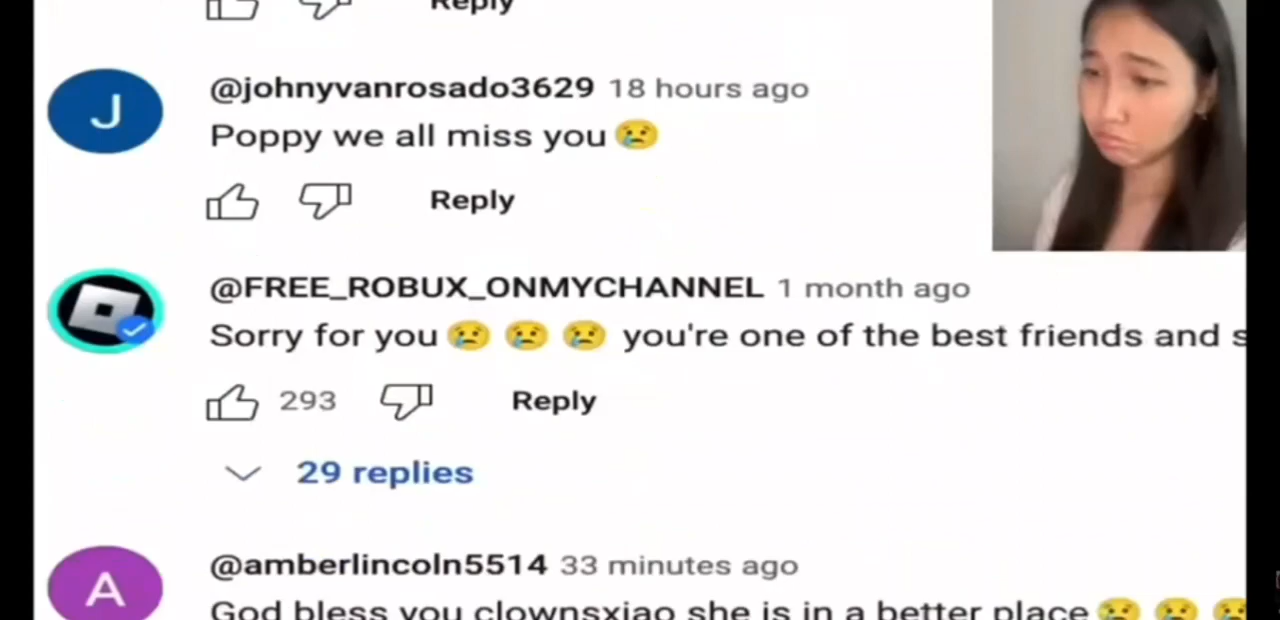 Reply
J
@johnyvanrosado3629 18 hours ago
Poppy we all miss you 😢
Reply
@FREE_ROBUX_ONMYCHANNEL 1 month ago
Sorry for you 😢 😢 😢 you're one of the best friends and s
293
Reply
29 replies
A
@amberlincoln5514 33 minutes ago
God bless you clownsxiao she is in a better place 😢 😢 😢